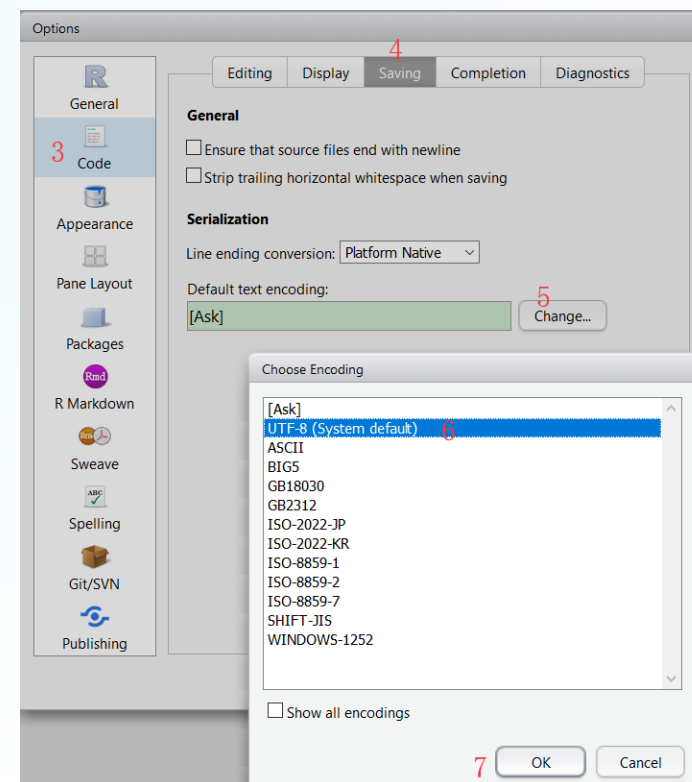 Options
4
Editing Display Saving Completion Diagnostics
R
General
General
Ensure that source files end with newline
3
Code
Strip trailing horizontal whitespace when saving
Appearance
Serialization
Line ending conversion: Platform Native
Pane Layout
Default text encoding:
5
[Ask]
Change...
Packages
Rmd
R Markdown
Choose Encoding
[Ask]
UTF-8 (System default) 6
ASCII
BIG5
GB18030
GB2312
ISO-2022-JP
ISO-2022-KR
ISO-8859-1
ISO-8859-2
ISO-8859-7
SHIFT-JIS
WINDOWS-1252
Rnw
Sweave
ABC
Spelling
Git/SVN
Publishing
Show all encodings
7
OK Cancel